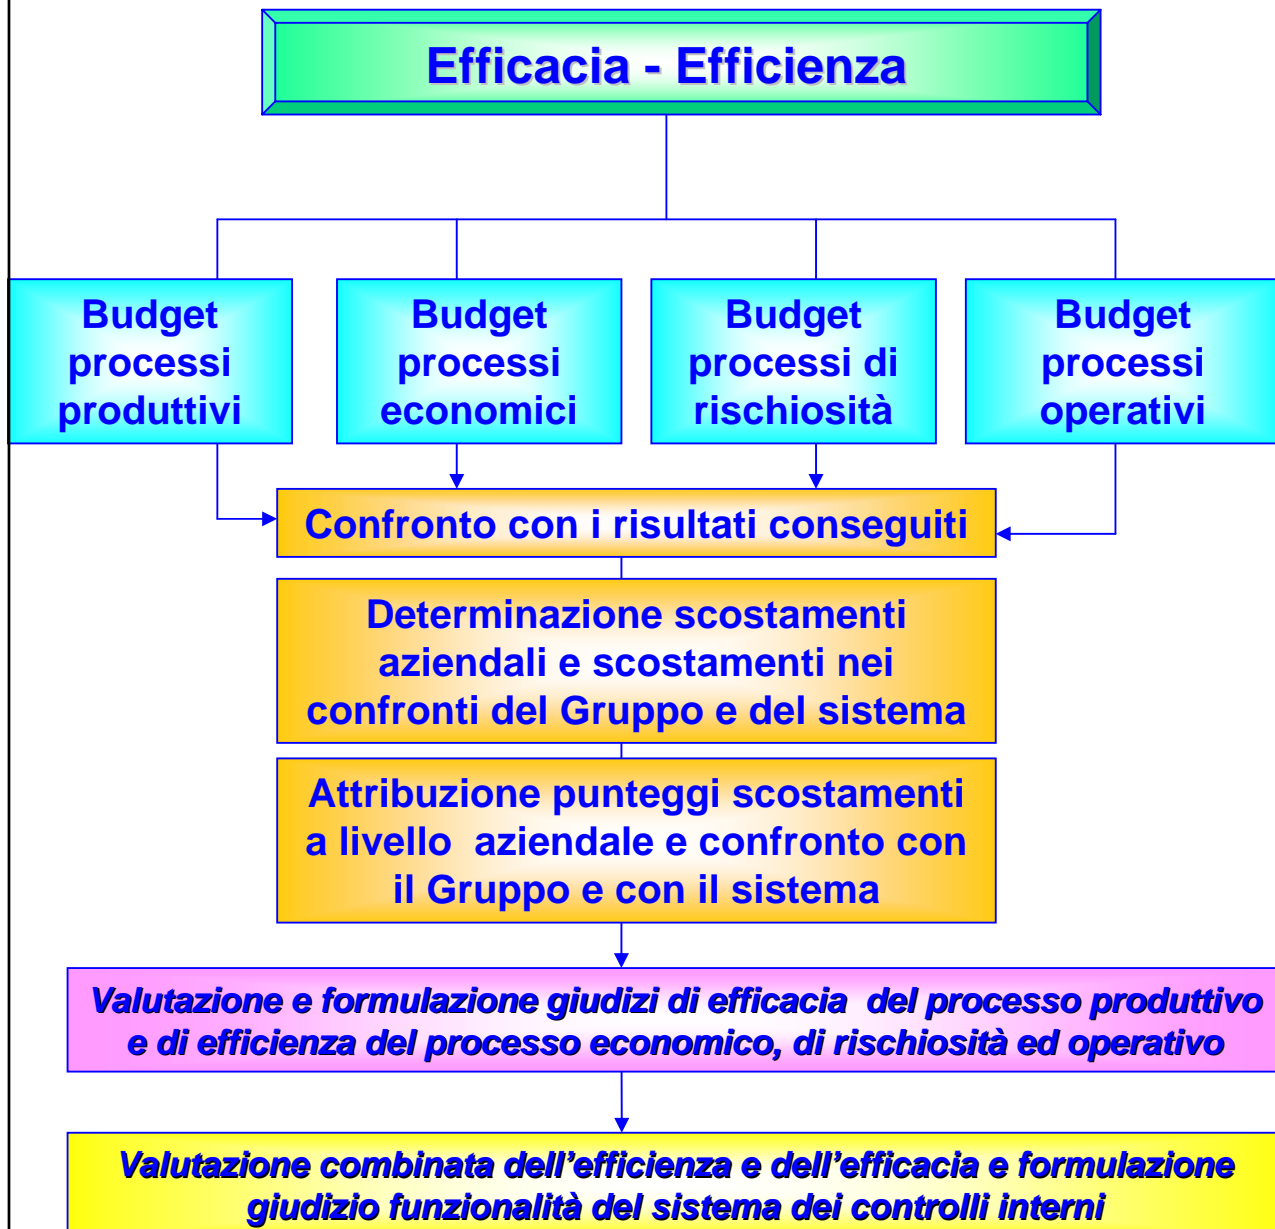 Efficacia - Efficienza
Budget
processi
produttivi
Budget
processi
economici
Budget
processi di
rischiosità
Budget
processi
operativi
Confronto con i risultati conseguiti
Determinazione scostamenti
aziendali e scostamenti nei
confronti del Gruppo e del sistema
Attribuzione punteggi scostamenti
a livello aziendale e confronto con
il Gruppo e con il sistema
Valutazione e formulazione giudizi di efficacia del processo produttivo
e di efficienza del processo economico, di rischiosità ed operativo
Valutazione combinata dell’efficienza e dell’efficacia e formulazione
giudizio funzionalità del sistema dei controlli interni